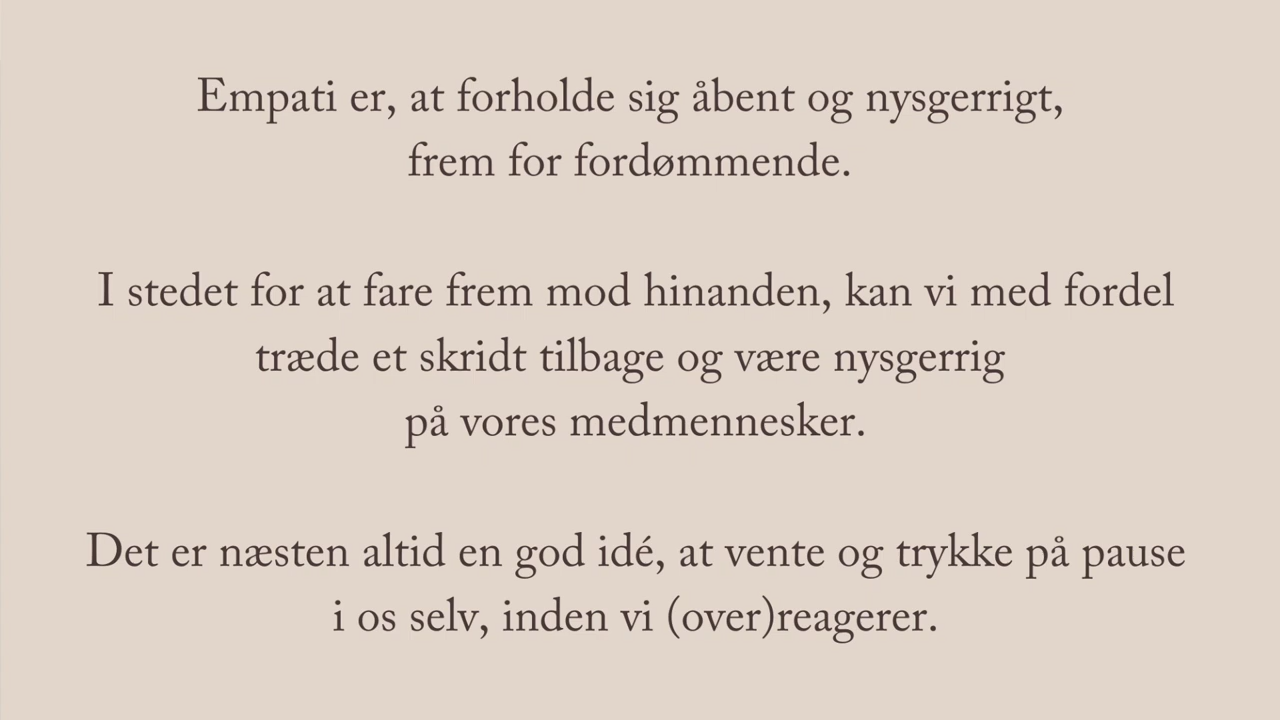 Empati er, at forholde sig åbent og nysgerrigt,
frem for fordømmende.
I stedet for at fare frem mod hinanden, kan vi med fordel
træde et skridt tilbage og være nysgerrig
på vores medmennesker.
Det er næsten altid en god idé, at vente og trykke på pause
i os selv, inden vi (over)reagerer.